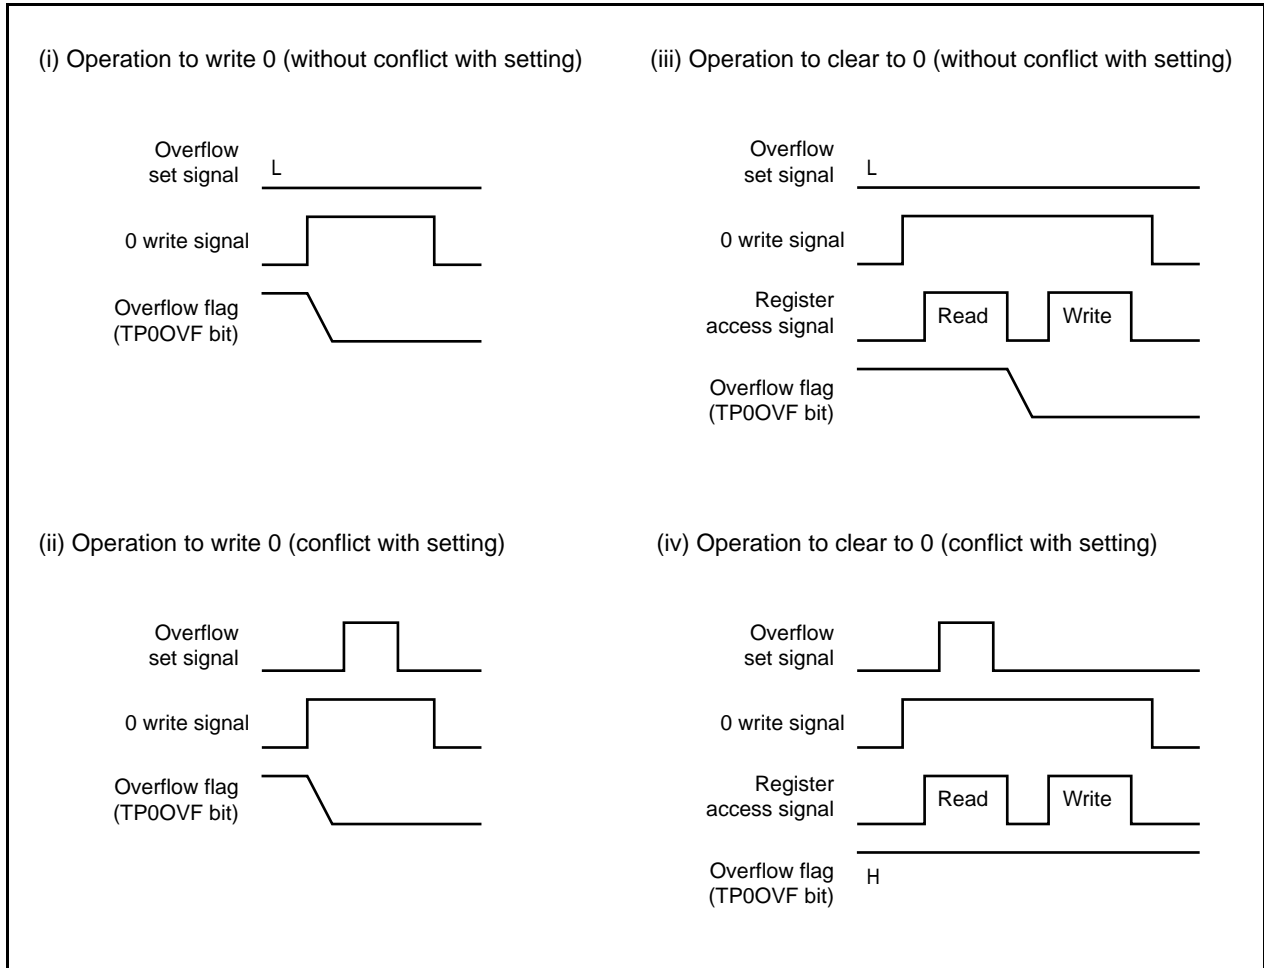 (i) Operation to write 0 (without conflict with setting)
Overflow
set signal
L
0 write signal
Overflow flag
(TP0OVF bit)
(iii) Operation to clear to 0 (without conflict with setting)
Overflow
set signal
L
0 write signal
Register
access signal
Read
Write
Overflow flag
(TP0OVF bit)
(ii) Operation to write 0 (conflict with setting)
Overflow
set signal
0 write signal
Overflow flag
(TP0OVF bit)
(iv) Operation to clear to 0 (conflict with setting)
Overflow
set signal
0 write signal
Register
access signal
Read
Write
Overflow flag
(TP0OVF bit)
H